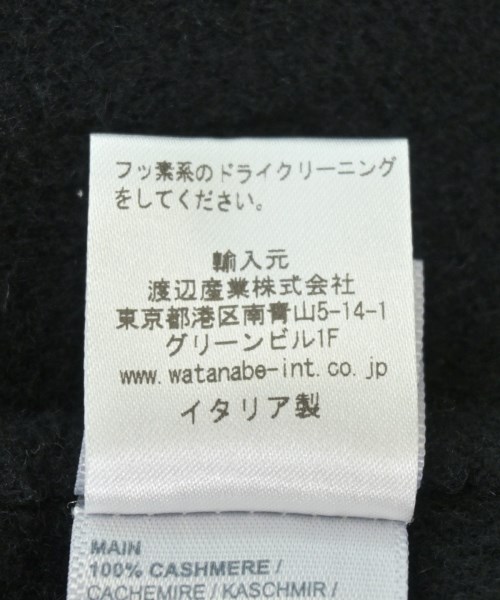 フッ素系のドライクリーニング
をしてください。
輸入元
渡辺産業株式会社
東京都港区南青山5-14-1
グリーンビル1F
www.watanabe-int.co.jp
イタリア製
MAIN
100% CASHMERE /
CACHEMIRE / KASCHMIR /